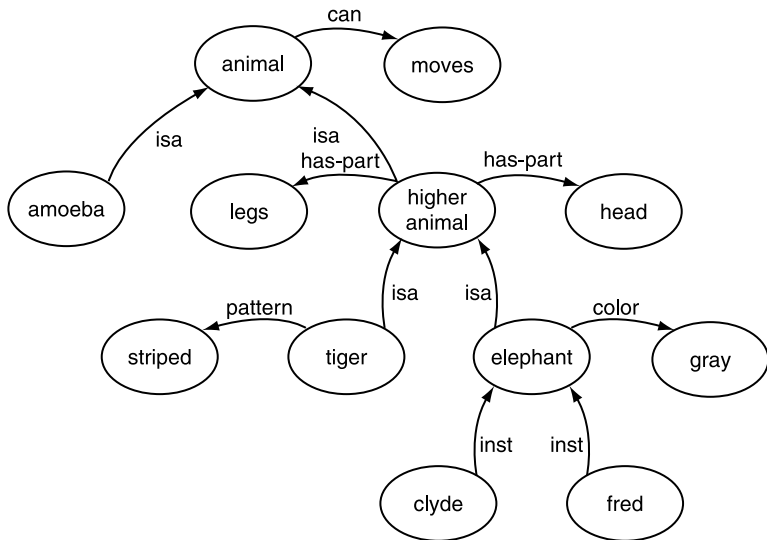 can
animal
moves
isa
isa
has-part
has-part
amoeba
legs
higher
animal
head
isa
isa
pattern
color
striped
tiger
elephant
gray
inst
inst
clyde
fred